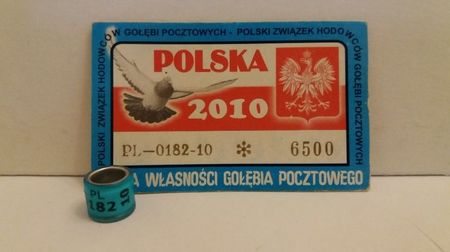 POLSKI ZWIĄZEK HODOWCÓW GOŁĘBI POCZTOWYCH - POLSKI ZWIĄZEK HODOWCÓW GOŁĘBI POCZTOWYCH
POLSKA
2010
PL-0182-10 * 6500
A WŁASNOŚCI GOŁĘBIA POCZTOWEGO
PL
182 10